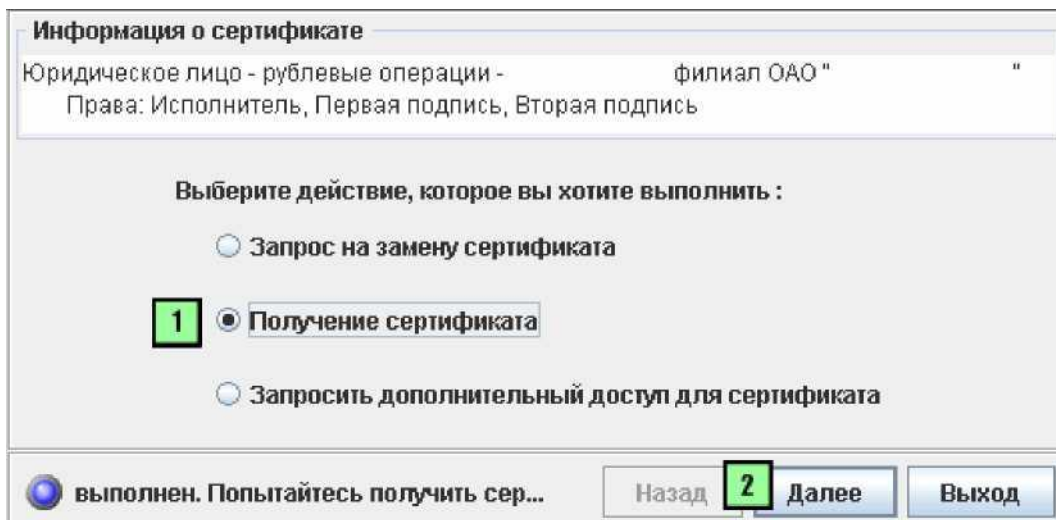 Информация о сертификате
Юридическое лицо - рублевые операции - филиал ОАО " "
Права: Исполнитель, Первая подпись, Вторая подпись
Выберите действие, которое вы хотите выполнить :
Запрос на замену сертификата
1 Получение сертификата
Запросить дополнительный доступ для сертификата
выполнен. Попытайтесь получить сер... Назад 2 Далее Выход